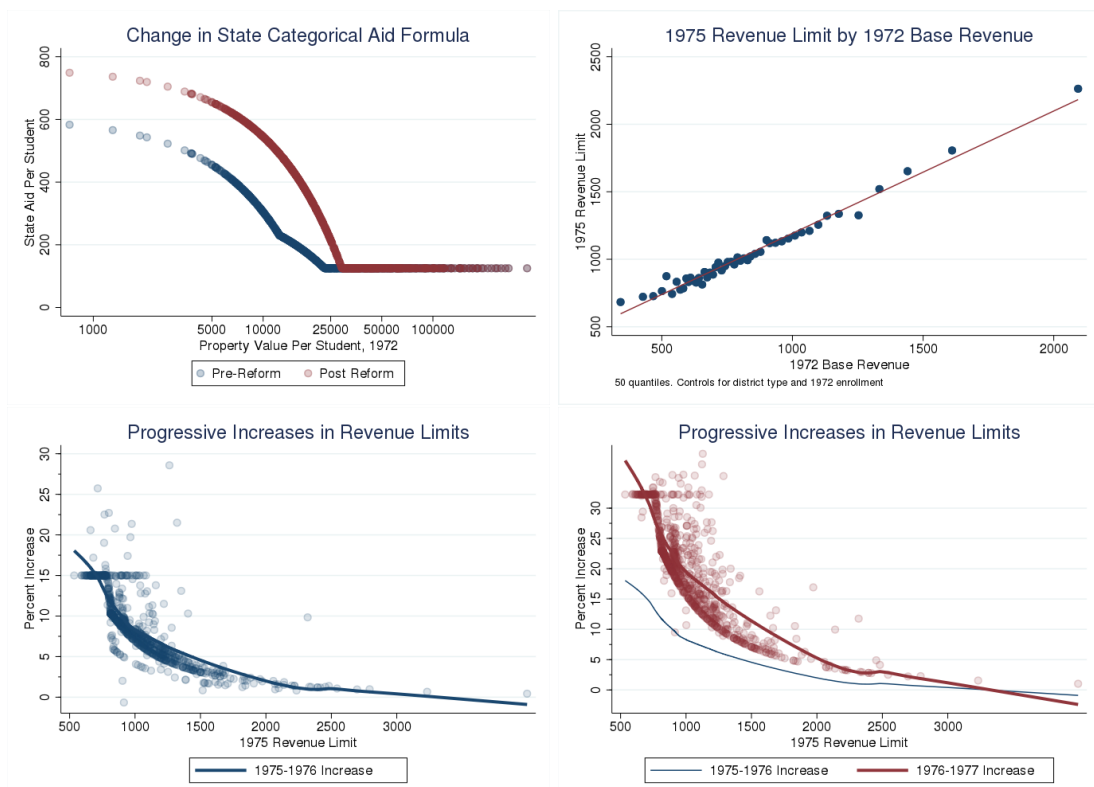 Change in State Categorical Aid Formula
State Aid Per Student
800
600
400
200
0
1000 5000 10000 25000 50000 100000
Property Value Per Student, 1972
Pre-Reform Post Reform
1975 Revenue Limit by 1972 Base Revenue
1975 Revenue Limit
2500
2000
1500
1000
500
500 1000 1500 2000
1972 Base Revenue
50 quantiles. Controls for district type and 1972 enrollment
Progressive Increases in Revenue Limits
Percent Increase
30
25
20
15
10
5
0
500 1000 1500 2000 2500 3000
1975 Revenue Limit
1975-1976 Increase
Progressive Increases in Revenue Limits
Percent Increase
30
25
20
15
10
5
0
500 1000 1500 2000 2500 3000
1975 Revenue Limit
1975-1976 Increase 1976-1977 Increase